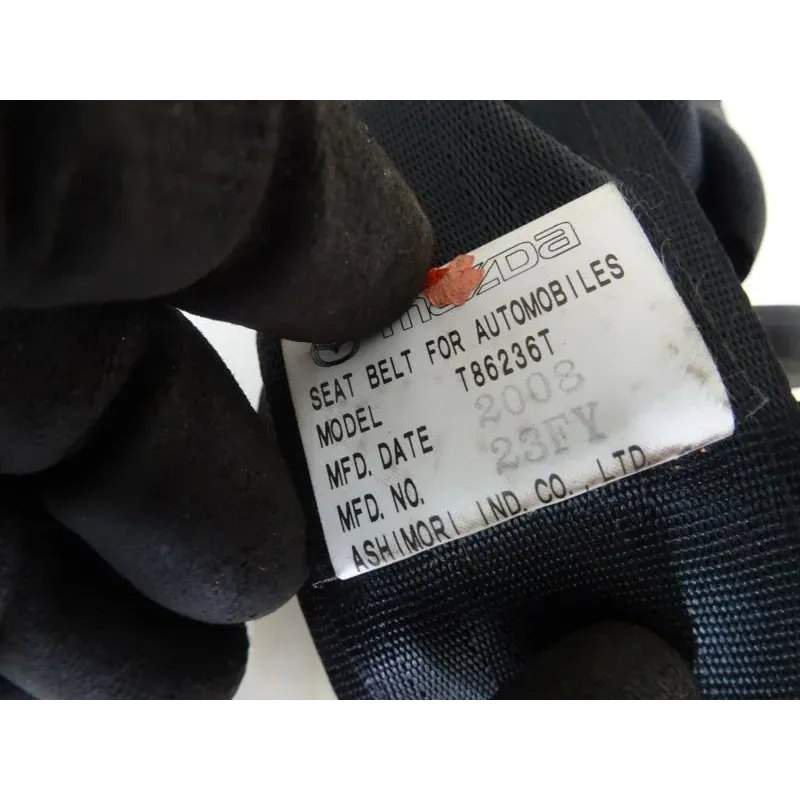 mazda
SEAT BELT FOR AUTOMOBILES
MODEL T86236T
MFD. DATE 2008
MFD. NO. 23FY
ASHIMORI IND. CO., LTD.